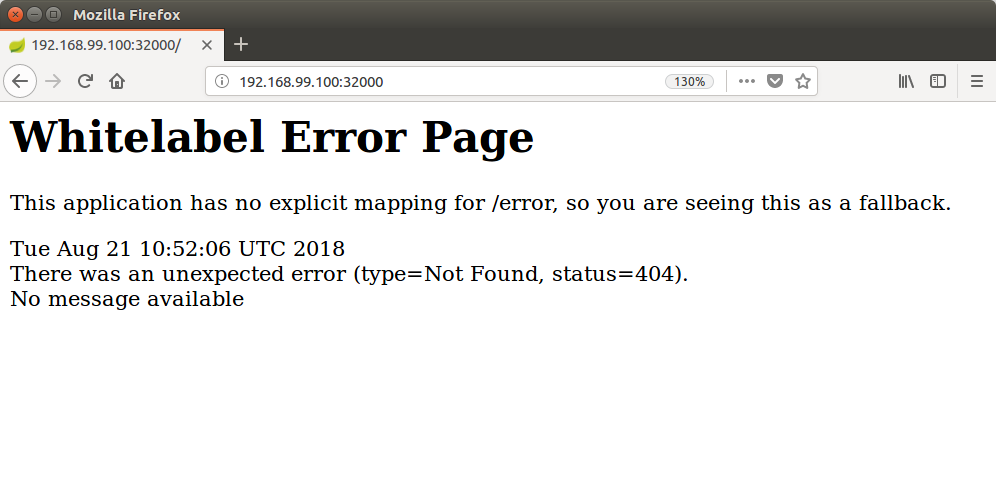 Mozilla Firefox
192.168.99.100:32000/
192.168.99.100:32000
130%
Whitelabel Error Page
This application has no explicit mapping for /error, so you are seeing this as a fallback.
Tue Aug 21 10:52:06 UTC 2018
There was an unexpected error (type=Not Found, status=404).
No message available